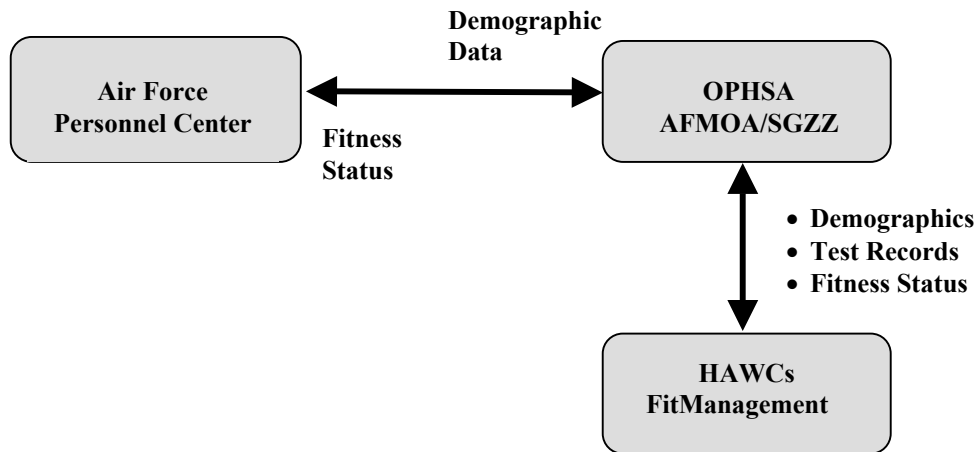 Demographic
Data
Air Force
Personnel Center
OPHSA
AFMOA/SGZZ
Fitness
Status
• Demographics
• Test Records
• Fitness Status
HAWCs
FitManagement